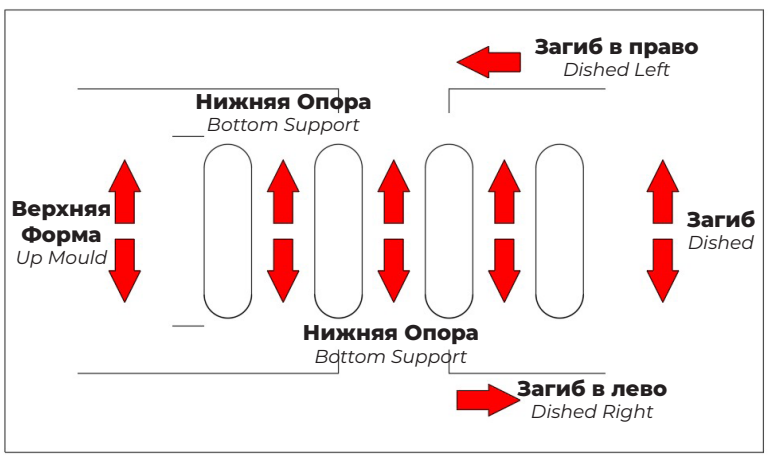 Загиб в право
Dished Left
Нижняя Опора
Bottom Support
Верхняя
Форма
Up Mould
Загиб
Dished
Нижняя Опора
Bottom Support
Загиб в лево
Dished Right